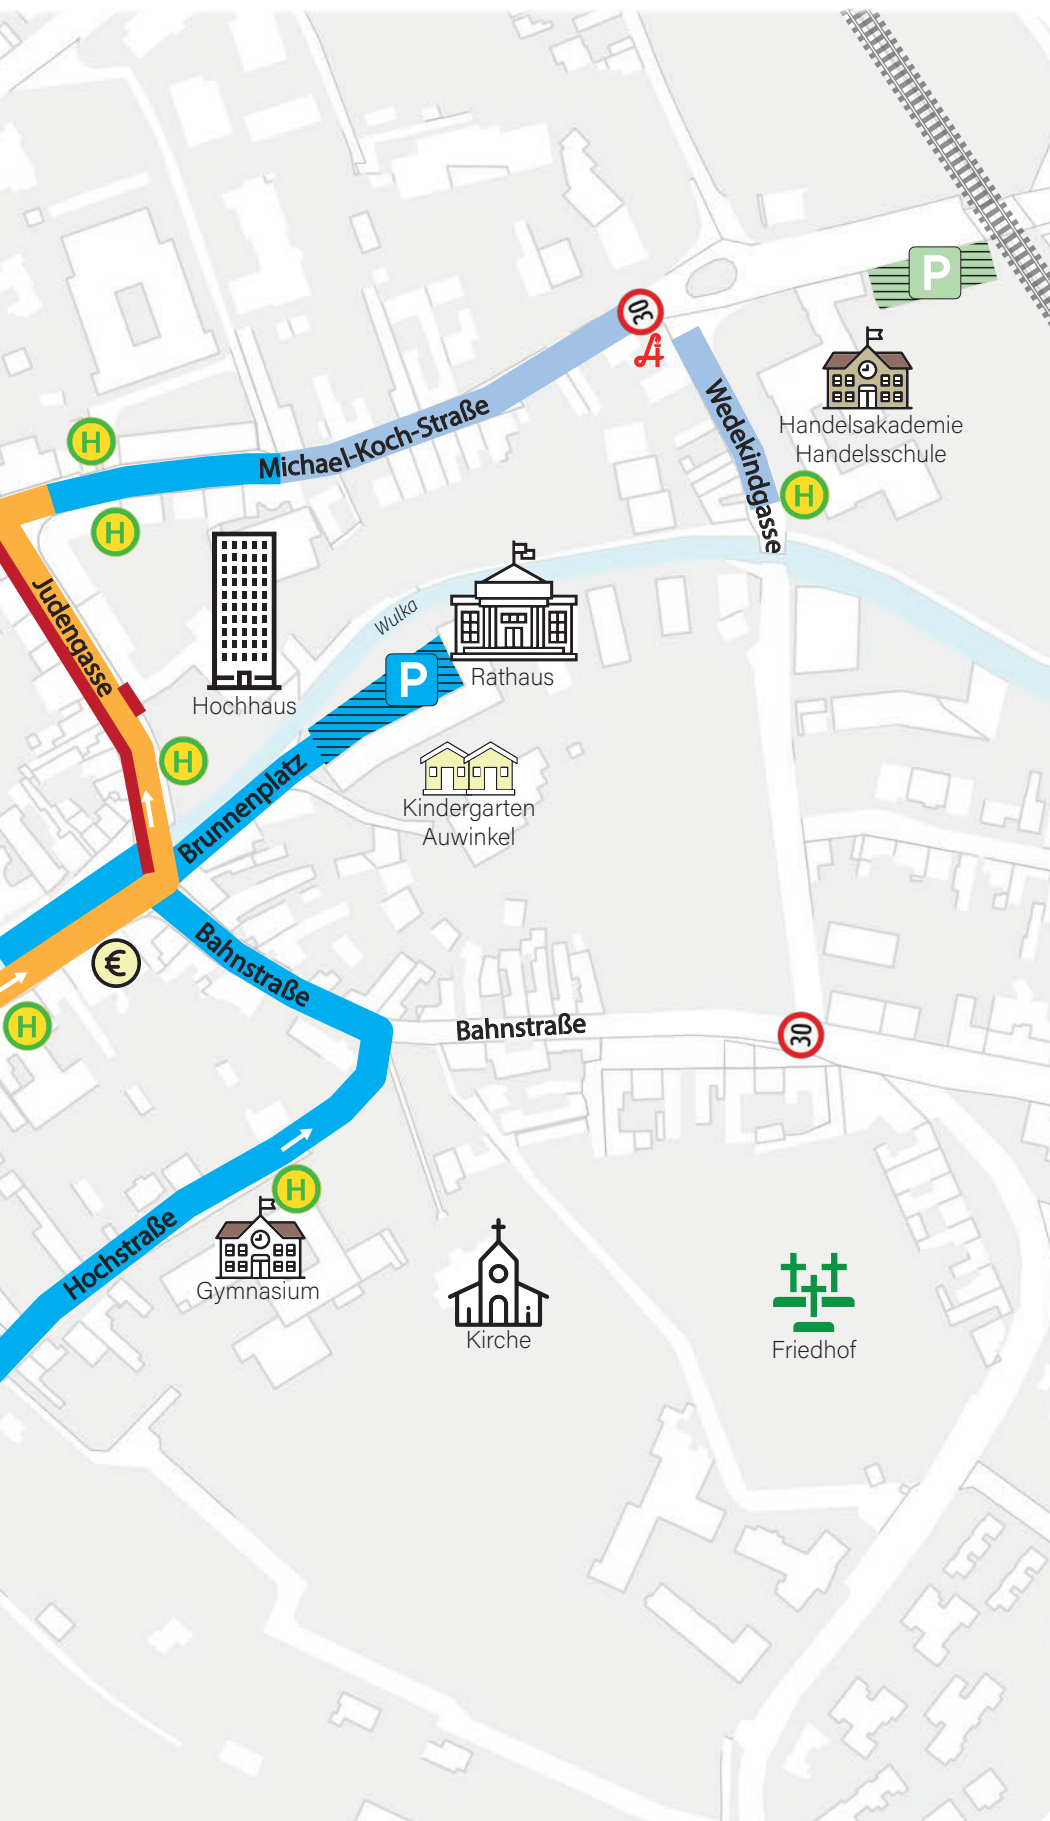 P
30
Handelsakademie
Handelsschule
Wedekindgasse
Michael-Koch-Straße
H
H
H
Judengasse
Hochhaus
Wulka
P
Rathaus
H
Brunnenplatz
Kindergarten
Auwinkel
€
Bahnstraße
H
Bahnstraße
30
H
Hochstraße
Gymnasium
i
Kirche
Friedhof